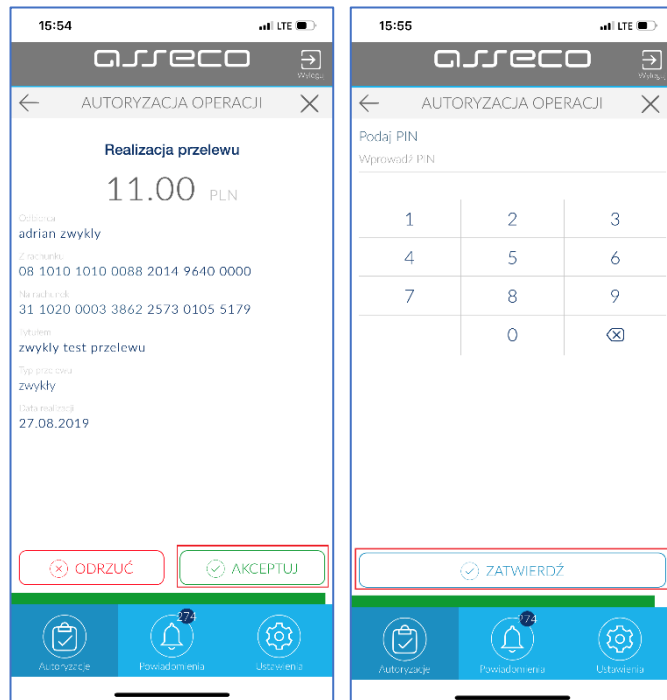 15:54
LTE
asseco
Wyloguj
AUTORYZACJA OPERACJI
Realizacja przelewu
11.00 PLN
Odbiorca
adrian zwykly
Z rachunku
08 1010 1010 0088 2014 9640 0000
Na rachunek
31 1020 0003 3862 2573 0105 5179
Tytułem
zwykly test przelewu
Typ przelewu
zwykły
Data realizacji
27.08.2019
ODRZUĆ
AKCEPTUJ
274
Autoryzacje
Powiadomienia
Ustawienia
15:55
LTE
asseco
Wyloguj
AUTORYZACJA OPERACJI
Podaj PIN
Wprowadź PIN
1 2 3
4 5 6
7 8 9
0
ZATWIERDŹ
274
Autoryzacje
Powiadomienia
Ustawienia